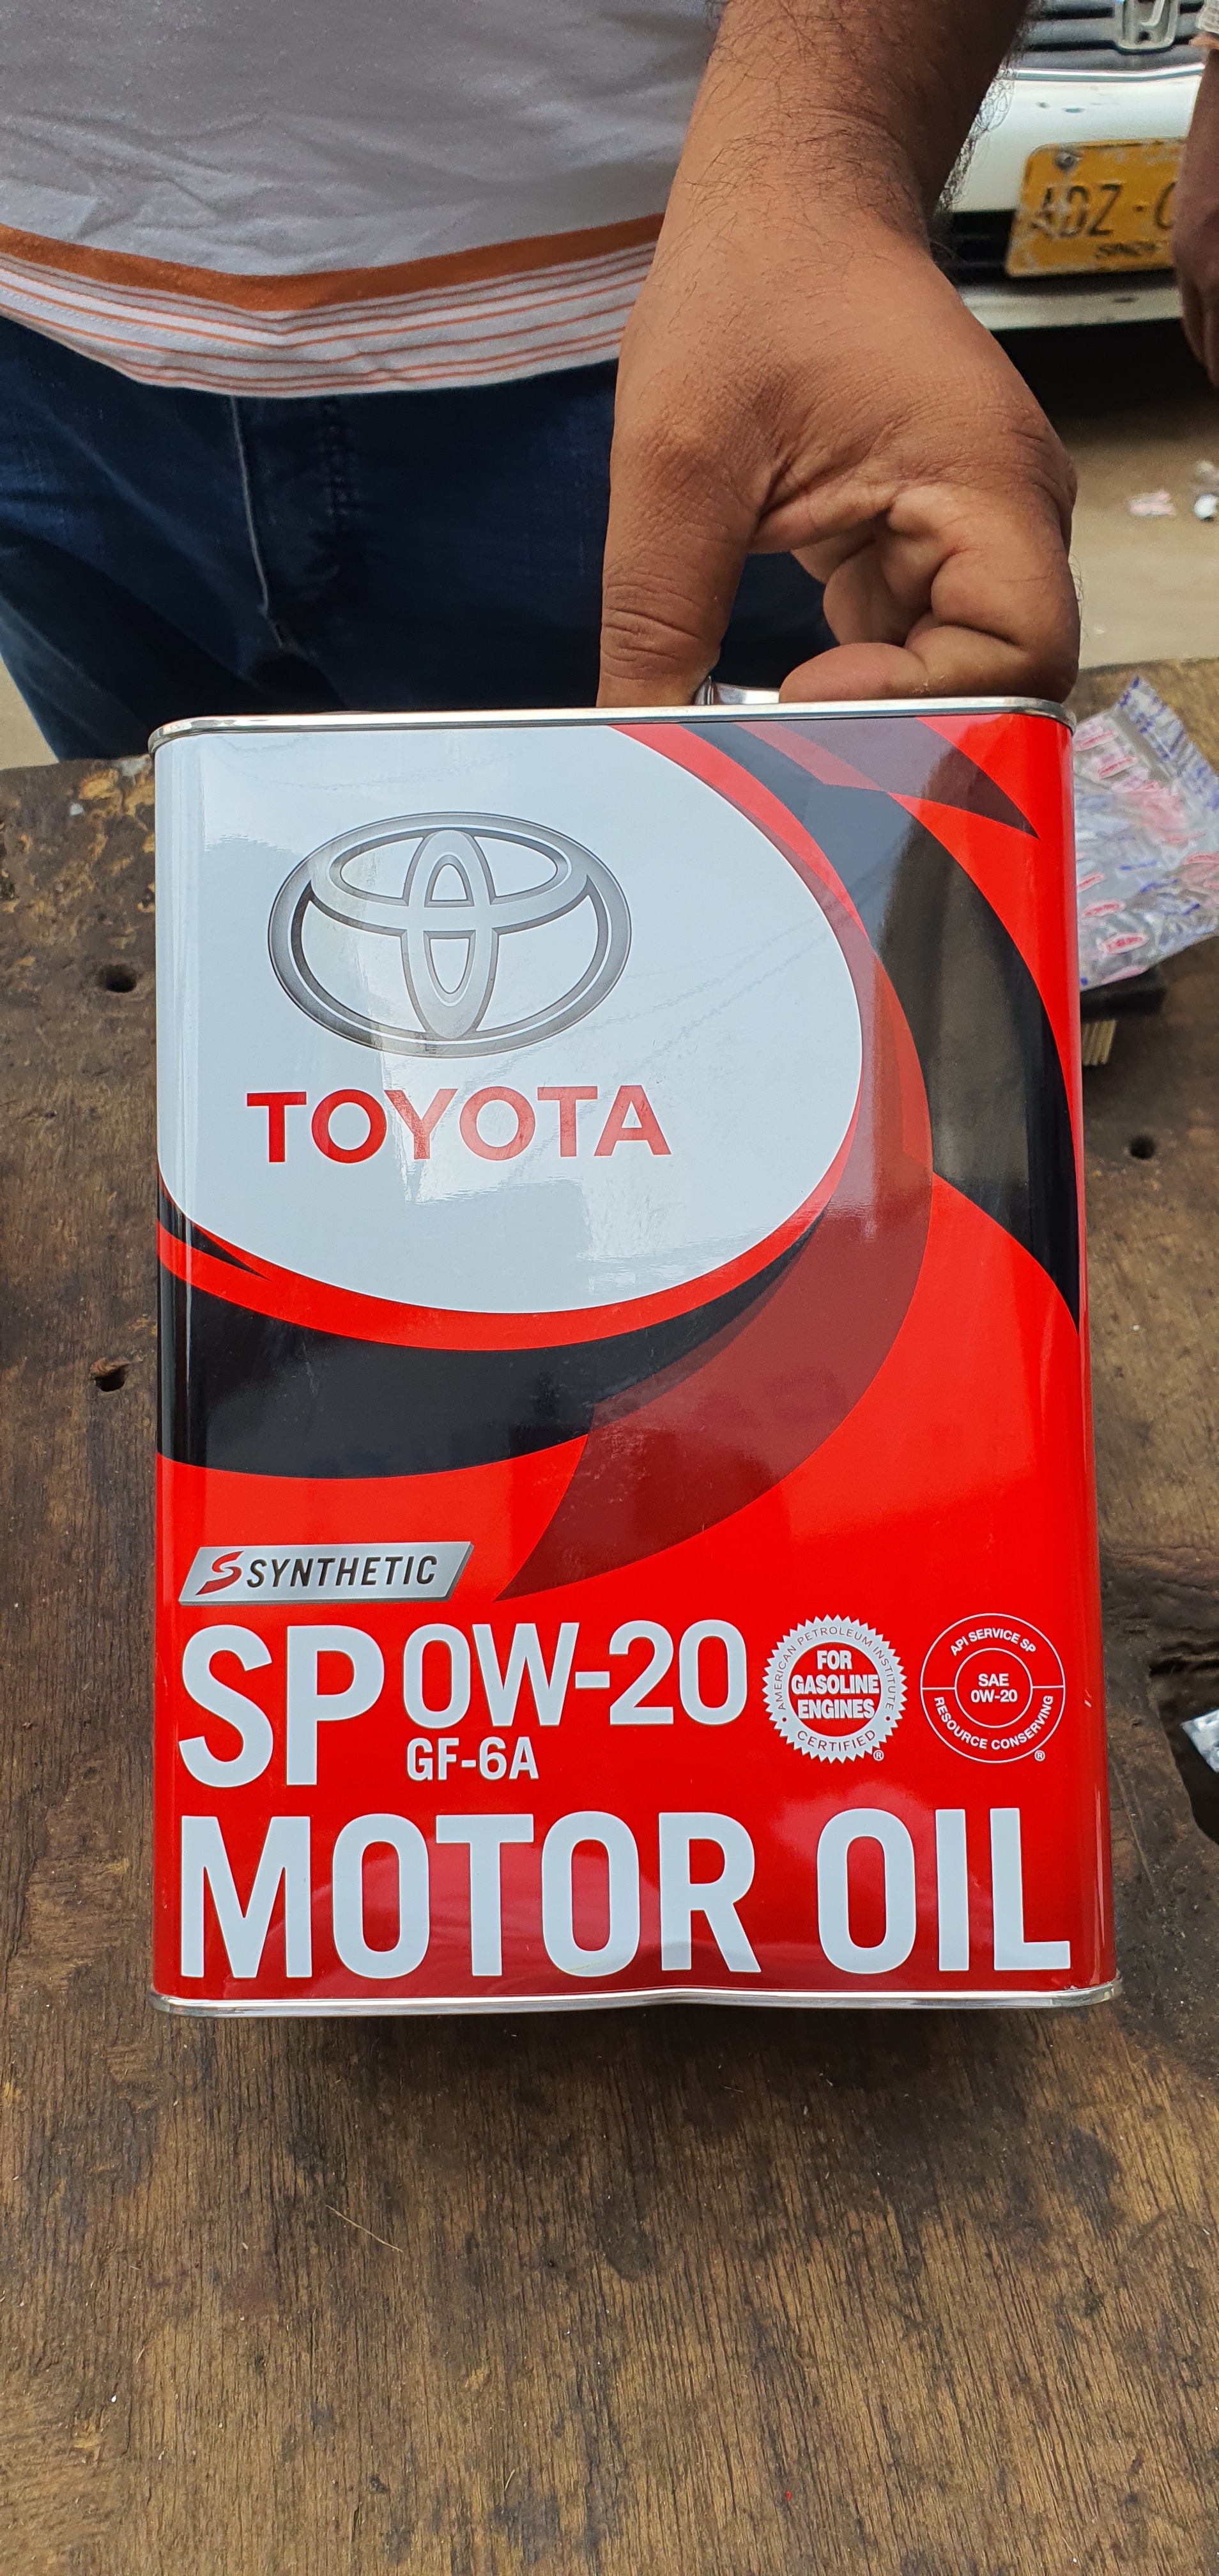 ADZ-
TOYOTA
SYNTHETIC
SP 0W-20
GF-6A
AMERICAN PETROLEUM INSTITUTE
FOR
GASOLINE
ENGINES
CERTIFIED ®
API SERVICE SP
SAE
0W-20
RESOURCE CONSERVING ®
MOTOR OIL